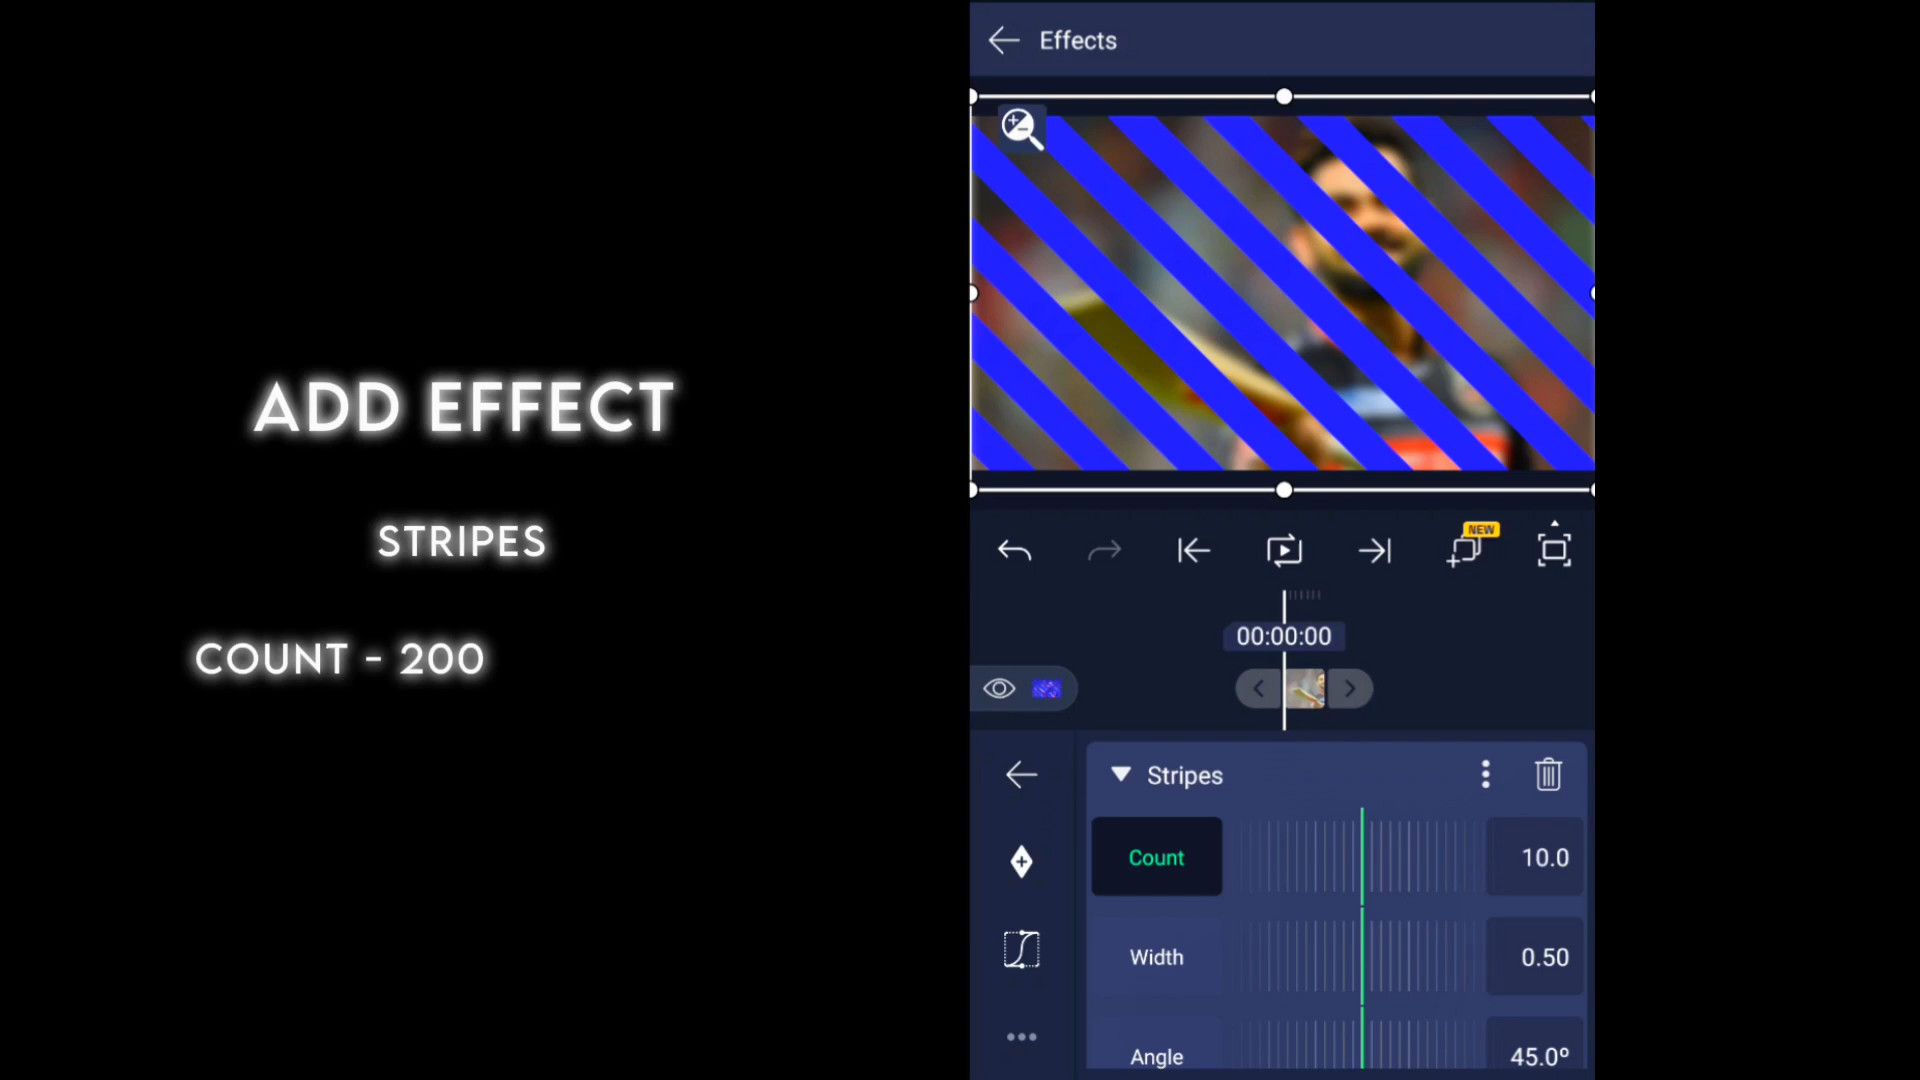 ADD EFFECT
STRIPES
COUNT - 200
Effects
NEW
00:00:00
Stripes
Count
10.0
Width
0.50
Angle
45.0º